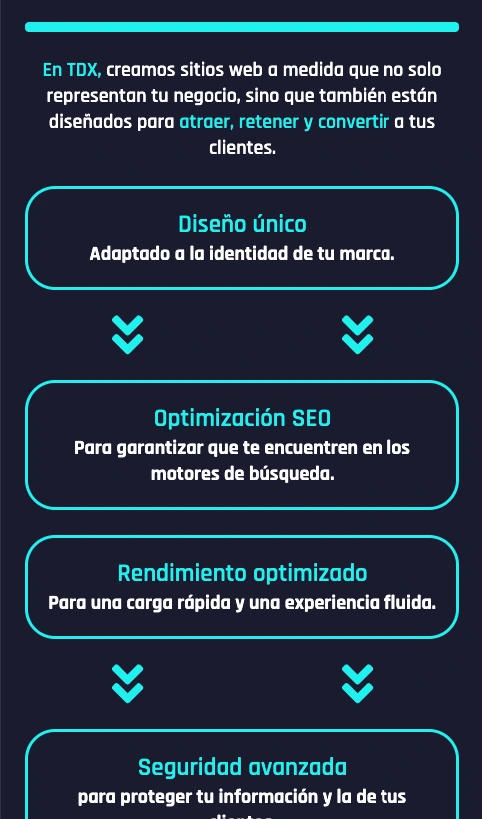 En TDX, creamos sitios web a medida que no solo
representan tu negocio, sino que también están
diseñados para atraer, retener y convertir a tus
clientes.
Diseño único
Adaptado a la identidad de tu marca.
Optimización SEO
Para garantizar que te encuentren en los
motores de búsqueda.
Rendimiento optimizado
Para una carga rápida y una experiencia fluida.
Seguridad avanzada
para proteger tu información y la de tus